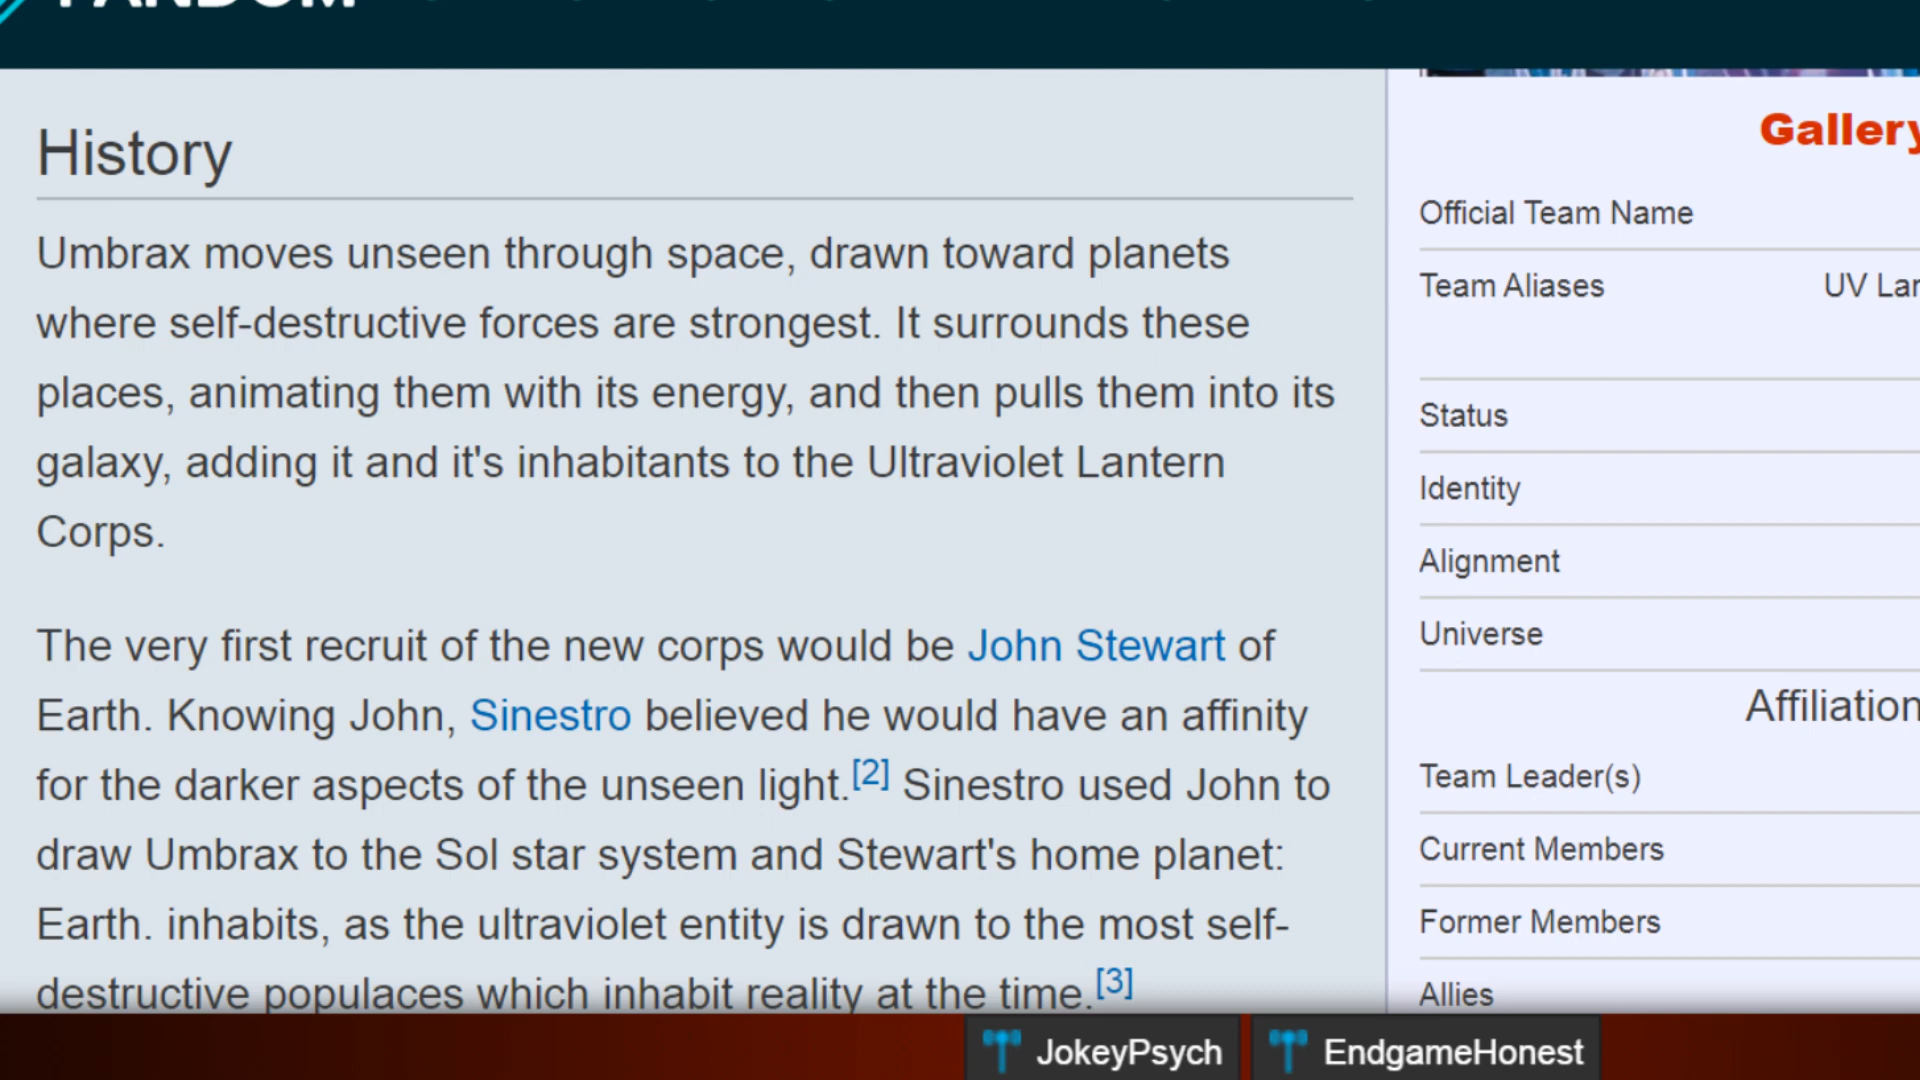 FANDOM
History
Umbrax moves unseen through space, drawn toward planets
where self-destructive forces are strongest. It surrounds these
places, animating them with its energy, and then pulls them into its
galaxy, adding it and it's inhabitants to the Ultraviolet Lantern
Corps.
The very first recruit of the new corps would be John Stewart of
Earth. Knowing John, Sinestro believed he would have an affinity
for the darker aspects of the unseen light.[2] Sinestro used John to
draw Umbrax to the Sol star system and Stewart's home planet:
Earth. inhabits, as the ultraviolet entity is drawn to the most self-
destructive populaces which inhabit reality at the time.[3]
Gallery
Official Team Name
Team Aliases UV Lan
Status
Identity
Alignment
Universe
Affiliation
Team Leader(s)
Current Members
Former Members
Allies
JokeyPsych
EndgameHonest